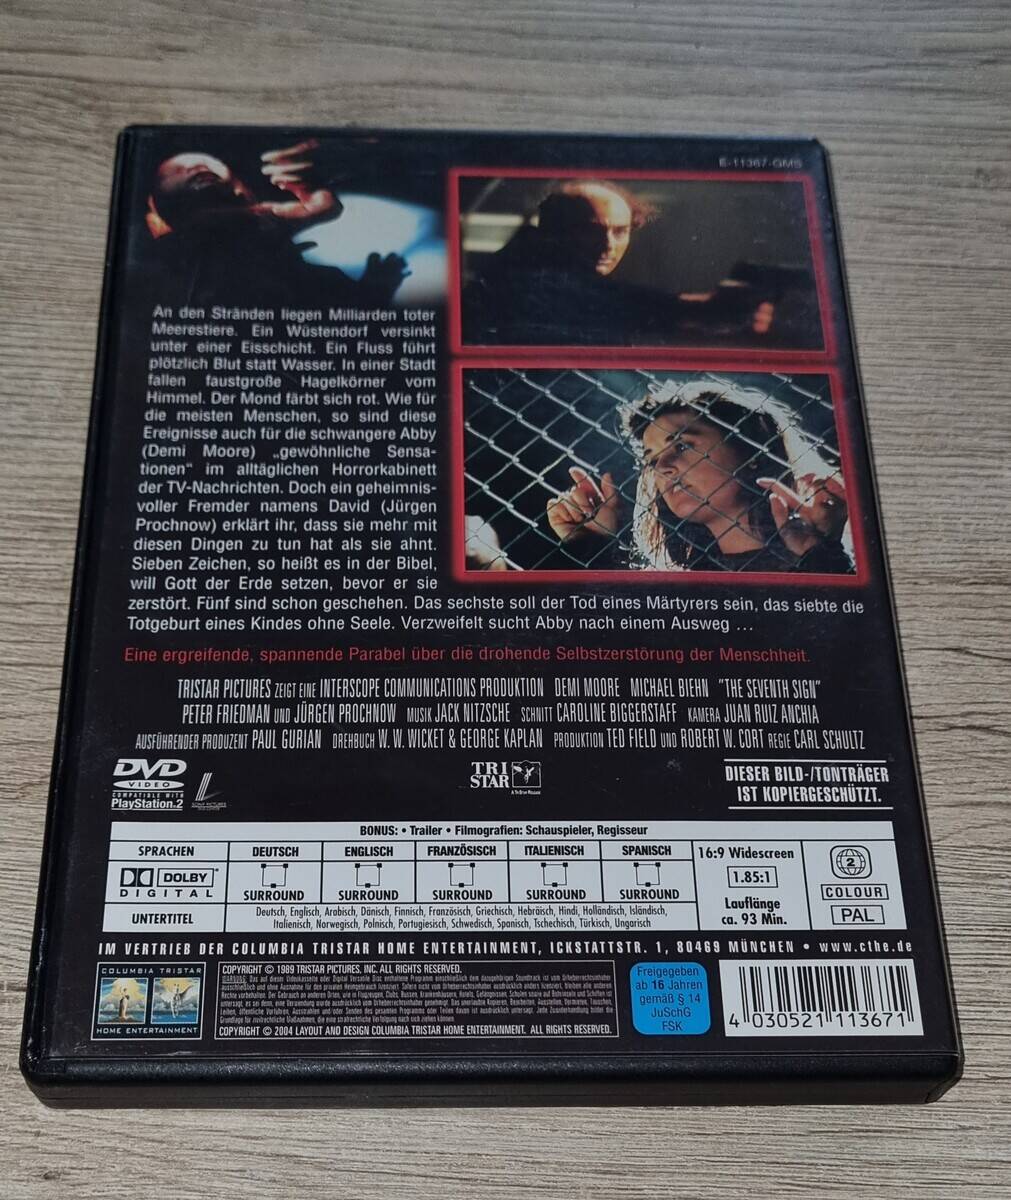 E-11367-GMS
An den Stränden liegen Milliarden toter
Meerestiere. Ein Wüstendorf versinkt
unter einer Eisschicht. Ein Fluss führt
plötzlich Blut statt Wasser. In einer Stadt
fallen faustgroße Hagelkörner vom
Himmel. Der Mond färbt sich rot. Wie für
die meisten Menschen, so sind diese
Ereignisse auch für die schwangere Abby
(Demi Moore) „gewöhnliche Sensa-
tionen“ im alltäglichen Horrorkabinett
der TV-Nachrichten. Doch ein geheimnis-
voller Fremder namens David (Jürgen
Prochnow) erklärt ihr, dass sie mehr mit
diesen Dingen zu tun hat als sie ahnt.
Sieben Zeichen, so heißt es in der Bibel,
will Gott der Erde setzen, bevor er sie
zerstört. Fünf sind schon geschehen. Das sechste soll der Tod eines Märtyrers sein, das siebte die
Totgeburt eines Kindes ohne Seele. Verzweifelt sucht Abby nach einem Ausweg ...
Eine ergreifende, spannende Parabel über die drohende Selbstzerstörung der Menschheit.
TRISTAR PICTURES ZEIGT EINE INTERSCOPE COMMUNICATIONS PRODUKTION DEMI MOORE MICHAEL BIEHN "THE SEVENTH SIGN"
PETER FRIEDMAN UND JÜRGEN PROCHNOW MUSIK JACK NITZSCHE SCHNITT CAROLINE BIGGERSTAFF KAMERA JUAN RUIZ ANCHIA
AUSFÜHRENDER PRODUZENT PAUL GURIAN DREHBUCH W. W. WICKET & GEORGE KAPLAN PRODUKTION TED FIELD UND ROBERT W. CORT REGIE CARL SCHULTZ
DVD
VIDEO
COMPATIBLE WITH
PlayStation.2
SONY PICTURES
TRI
STAR
DIESER BILD-/TONTRÄGER
IST KOPIERGESCHÜTZT.
BONUS: • Trailer • Filmografien: Schauspieler, Regisseur
SPRACHEN DEUTSCH ENGLISCH FRANZÖSISCH ITALIENISCH SPANISCH
DOLBY
DIGITAL
SURROUND SURROUND SURROUND SURROUND SURROUND
UNTERTITEL
Deutsch, Englisch, Arabisch, Dänisch, Finnisch, Französisch, Griechisch, Hebräisch, Hindi, Holländisch, Isländisch,
Italienisch, Norwegisch, Polnisch, Portugiesisch, Schwedisch, Spanisch, Tschechisch, Türkisch, Ungarisch
16:9 Widescreen
1.85:1
Lauflänge
ca. 93 Min.
2
COLOUR
PAL
IM VERTRIEB DER COLUMBIA TRISTAR HOME ENTERTAINMENT, ICKSTATTSTR. 1, 80469 MÜNCHEN • www.cthe.de
COLUMBIA TRISTAR
HOME ENTERTAINMENT
COPYRIGHT © 1989 TRISTAR PICTURES, INC. ALL RIGHTS RESERVED.
COPYRIGHT © 2004 LAYOUT AND DESIGN COLUMBIA TRISTAR HOME ENTERTAINMENT. ALL RIGHTS RESERVED.
Freigegeben
ab 16 Jahren
gemäß § 14
JuSchG
FSK
4 030521 113671